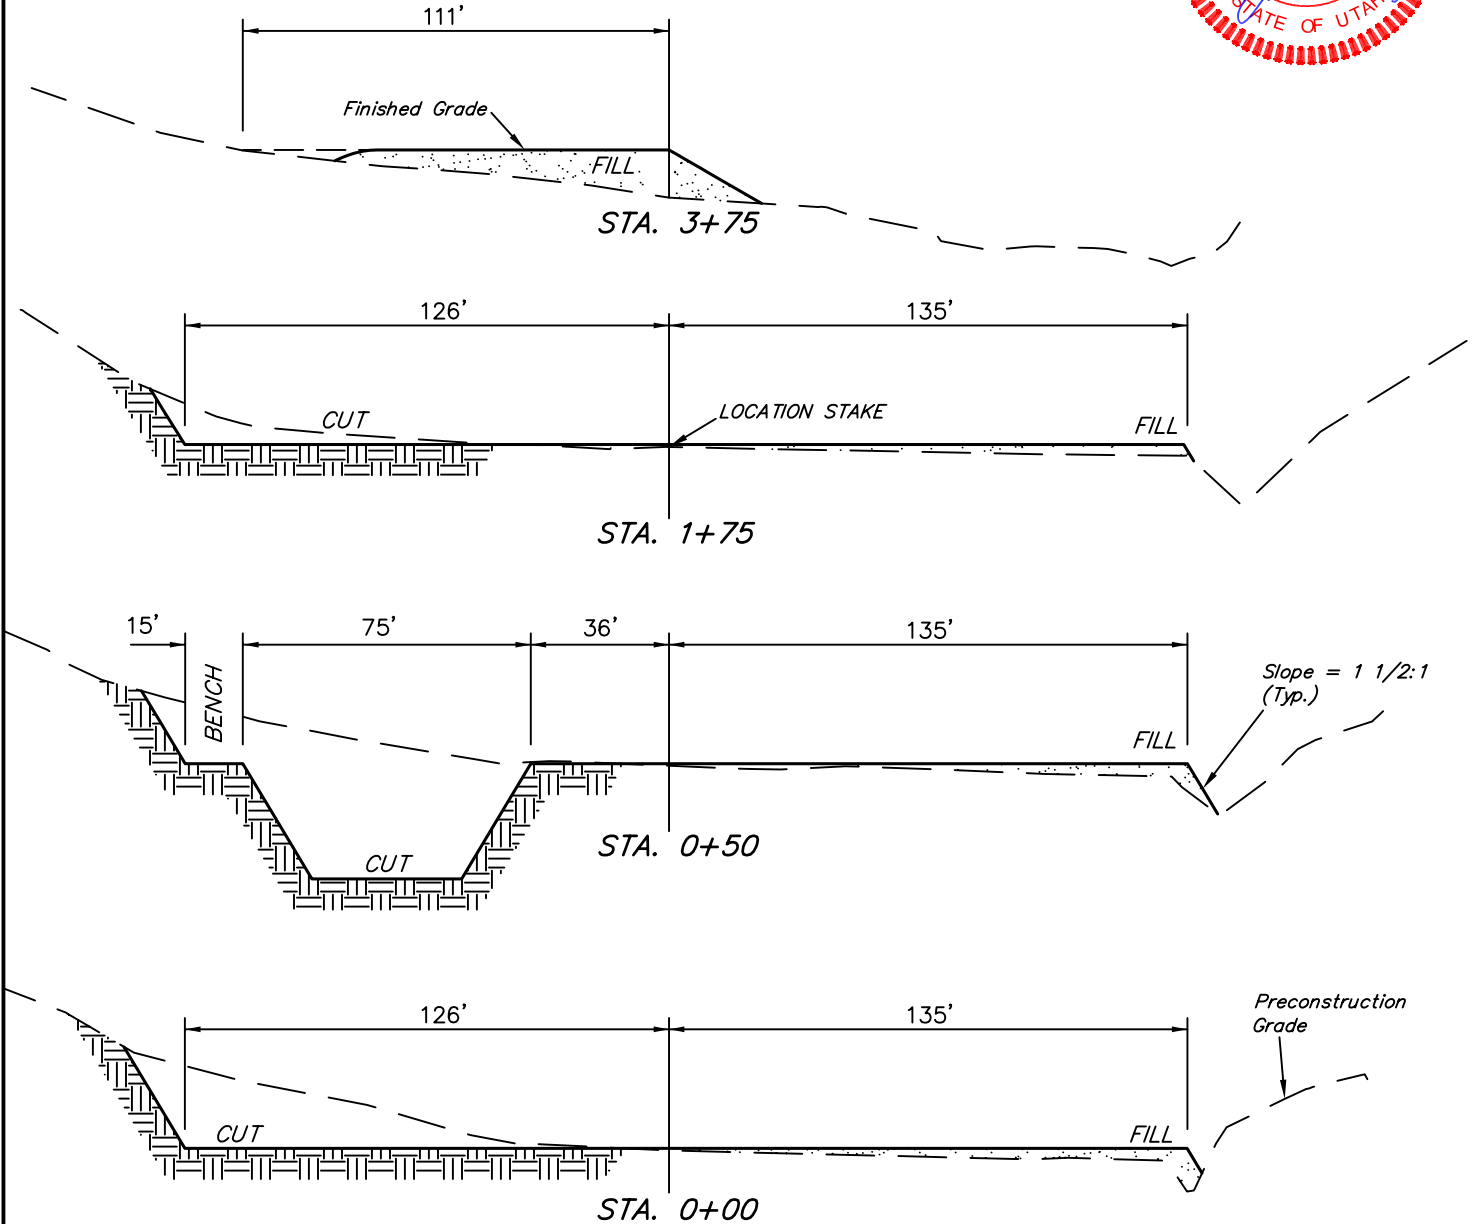 STATE OF UTAH
111'
Finished Grade
FILL
STA. 3+75
126'
135'
CUT
LOCATION STAKE
FILL
STA. 1+75
15'
75'
36'
135'
BENCH
Slope = 1 1/2:1
(Typ.)
FILL
CUT
STA. 0+50
126'
135'
Preconstruction
Grade
CUT
FILL
STA. 0+00